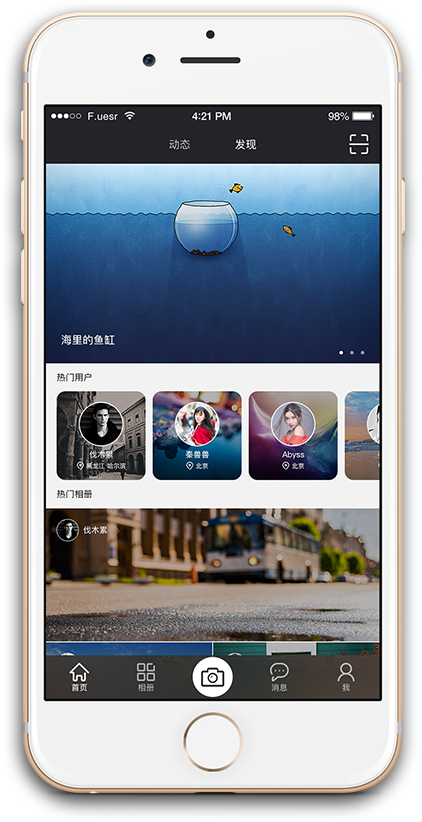 F.uesr 4:21 PM 98%
动态 发现
海里的鱼缸
热门用户
伐木累 秦兽兽 Abyss
黑龙江 哈尔滨 北京 北京
热门相册
伐木累
首页 相册 消息 我